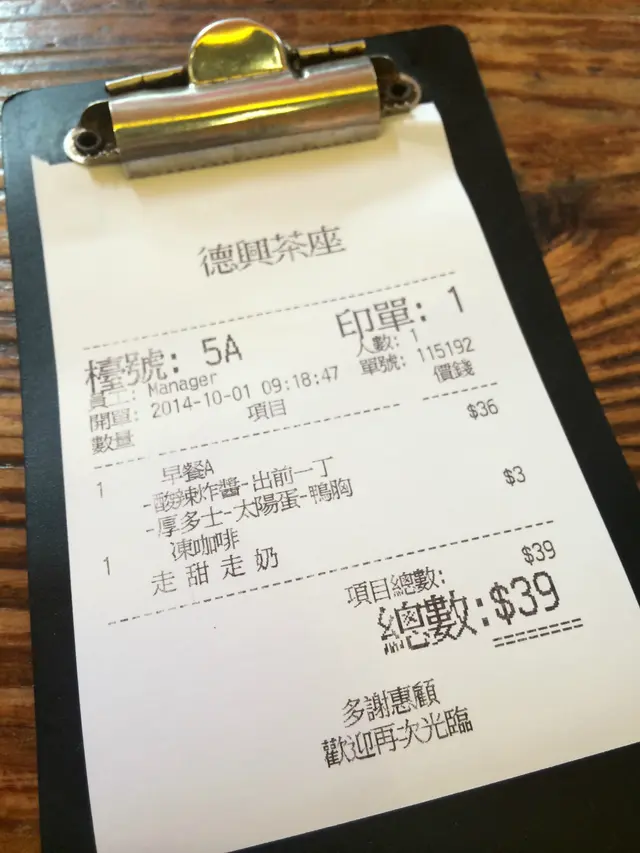 德興茶座
檯號: 5A 印單: 1
員工: Manager 人數: 1
開單: 2014-10-01 09:18:47 單號: 115192
數量 項目 價錢
1 早餐A $36
-酸辣炸醬-出前一丁
-厚多士-太陽蛋-鴨胸
1 凍咖啡 $3
走 甜 走 奶
項目總數: $39
總數:$39
多謝惠顧
歡迎再次光臨